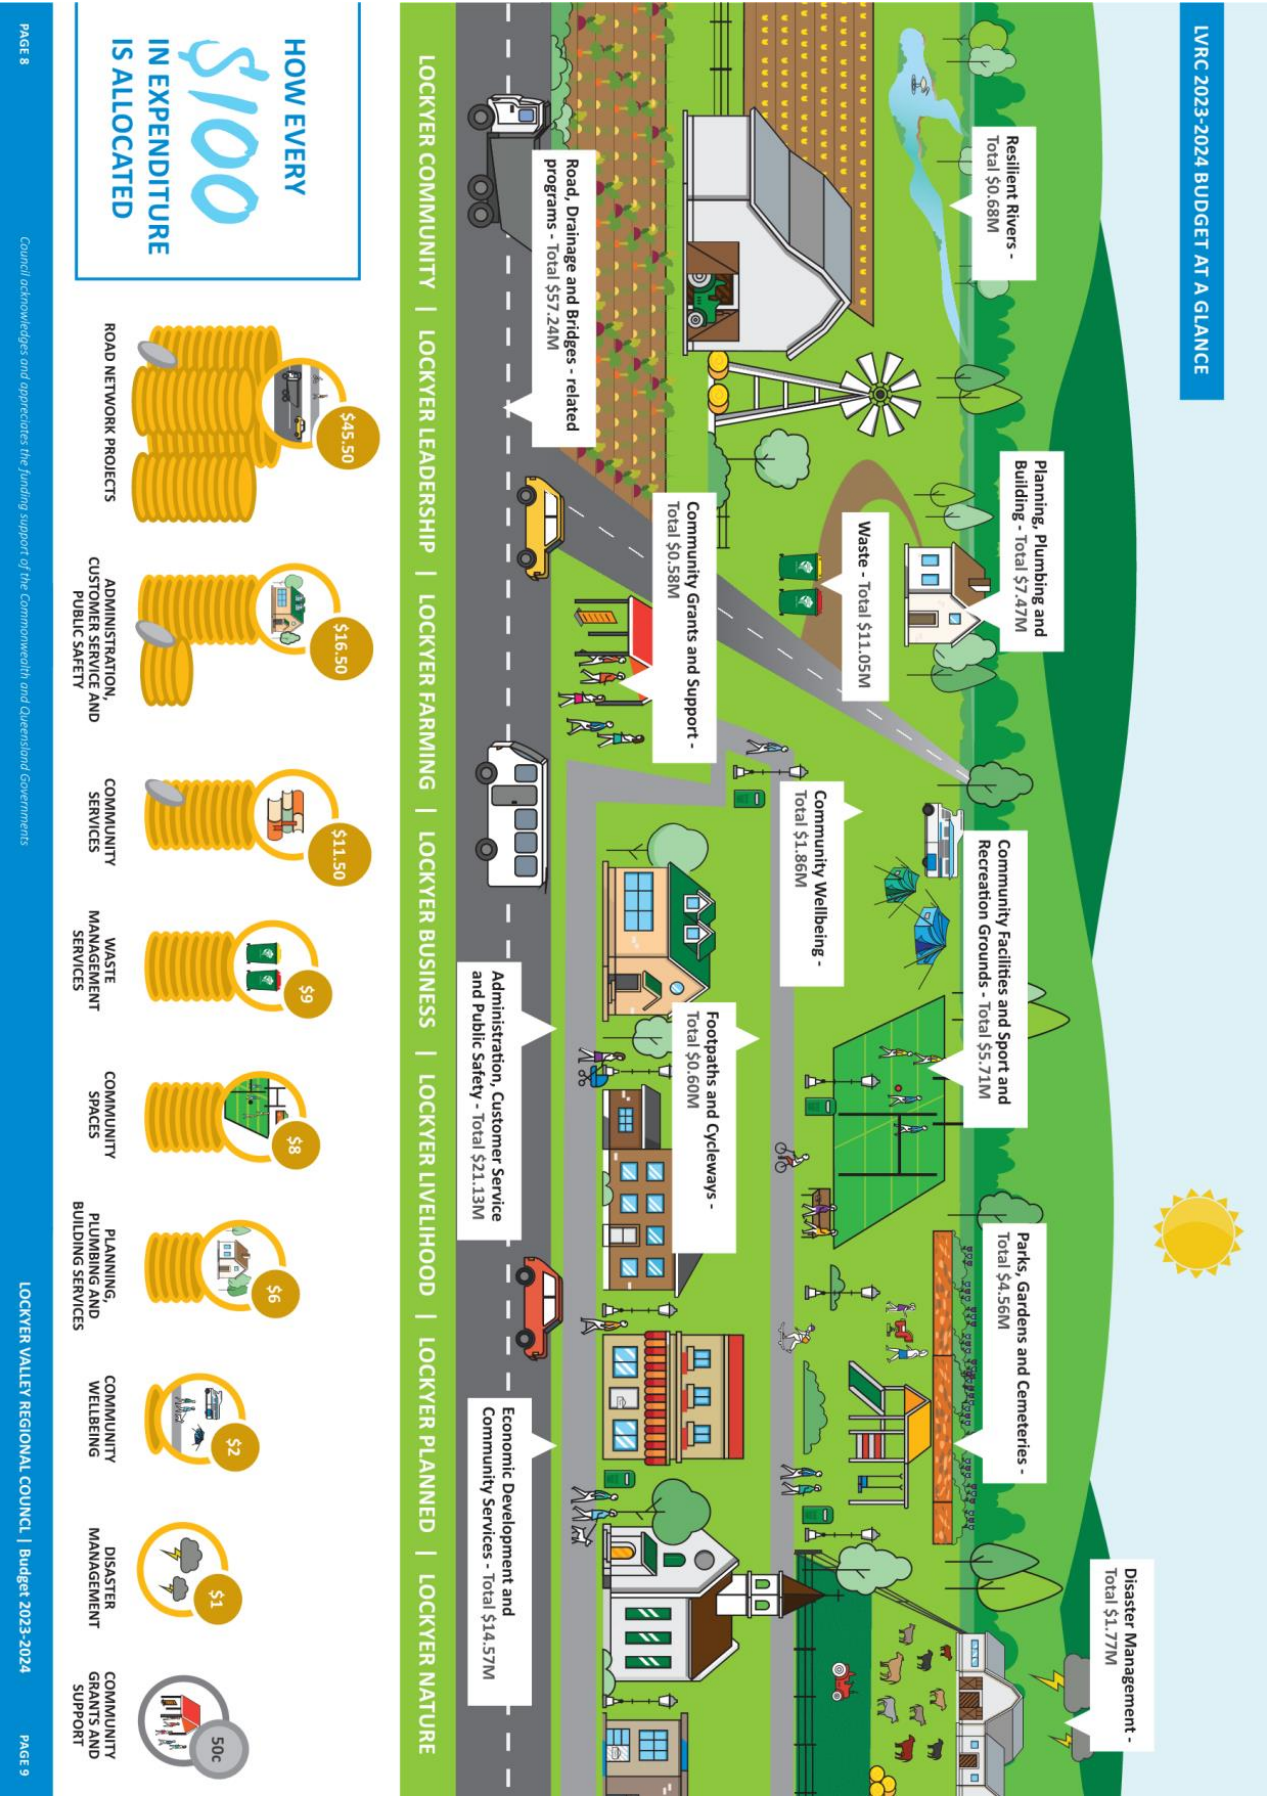 LVRC 2023-2024 BUDGET AT A GLANCE
Resilient Rivers -
Total $0.68M
Planning, Plumbing and
Building - Total $7.47M
Community Facilities and Sport and
Recreation Grounds - Total $5.71M
Parks, Gardens and Cemeteries -
Total $4.56M
Disaster Management -
Total $1.77M
Waste - Total $11.05M
Community Wellbeing -
Total $1.86M
Community Grants and Support -
Total $0.58M
Footpaths and Cycleways -
Total $0.60M
Road, Drainage and Bridges - related
programs - Total $57.24M
Administration, Customer Service
and Public Safety - Total $21.13M
Economic Development and
Community Services - Total $14.57M
LOCKYER COMMUNITY | LOCKYER LEADERSHIP | LOCKYER FARMING | LOCKYER BUSINESS | LOCKYER LIVELIHOOD | LOCKYER PLANNED | LOCKYER NATURE
HOW EVERY
$100
IN EXPENDITURE
IS ALLOCATED
$45.50
ROAD NETWORK PROJECTS
$16.50
ADMINISTRATION,
CUSTOMER SERVICE AND
PUBLIC SAFETY
$11.50
COMMUNITY
SERVICES
$9
WASTE
MANAGEMENT
SERVICES
$8
COMMUNITY
SPACES
$6
PLANNING,
PLUMBING AND
BUILDING SERVICES
$2
COMMUNITY
WELLBEING
$1
DISASTER
MANAGEMENT
50c
COMMUNITY
GRANTS AND
SUPPORT
PAGE 8
Council acknowledges and appreciates the funding support of the Commonwealth and Queensland Governments
LOCKYER VALLEY REGIONAL COUNCL | Budget 2023-2024
PAGE 9